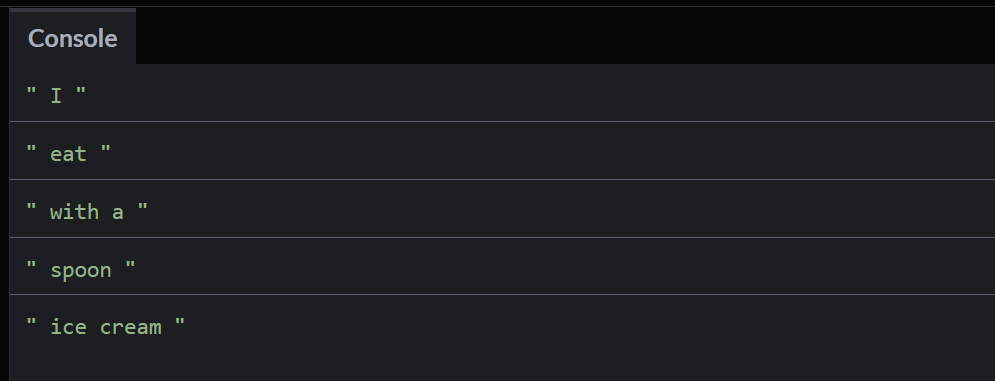 Console
" I "
" eat "
" with a "
" spoon "
" ice cream "